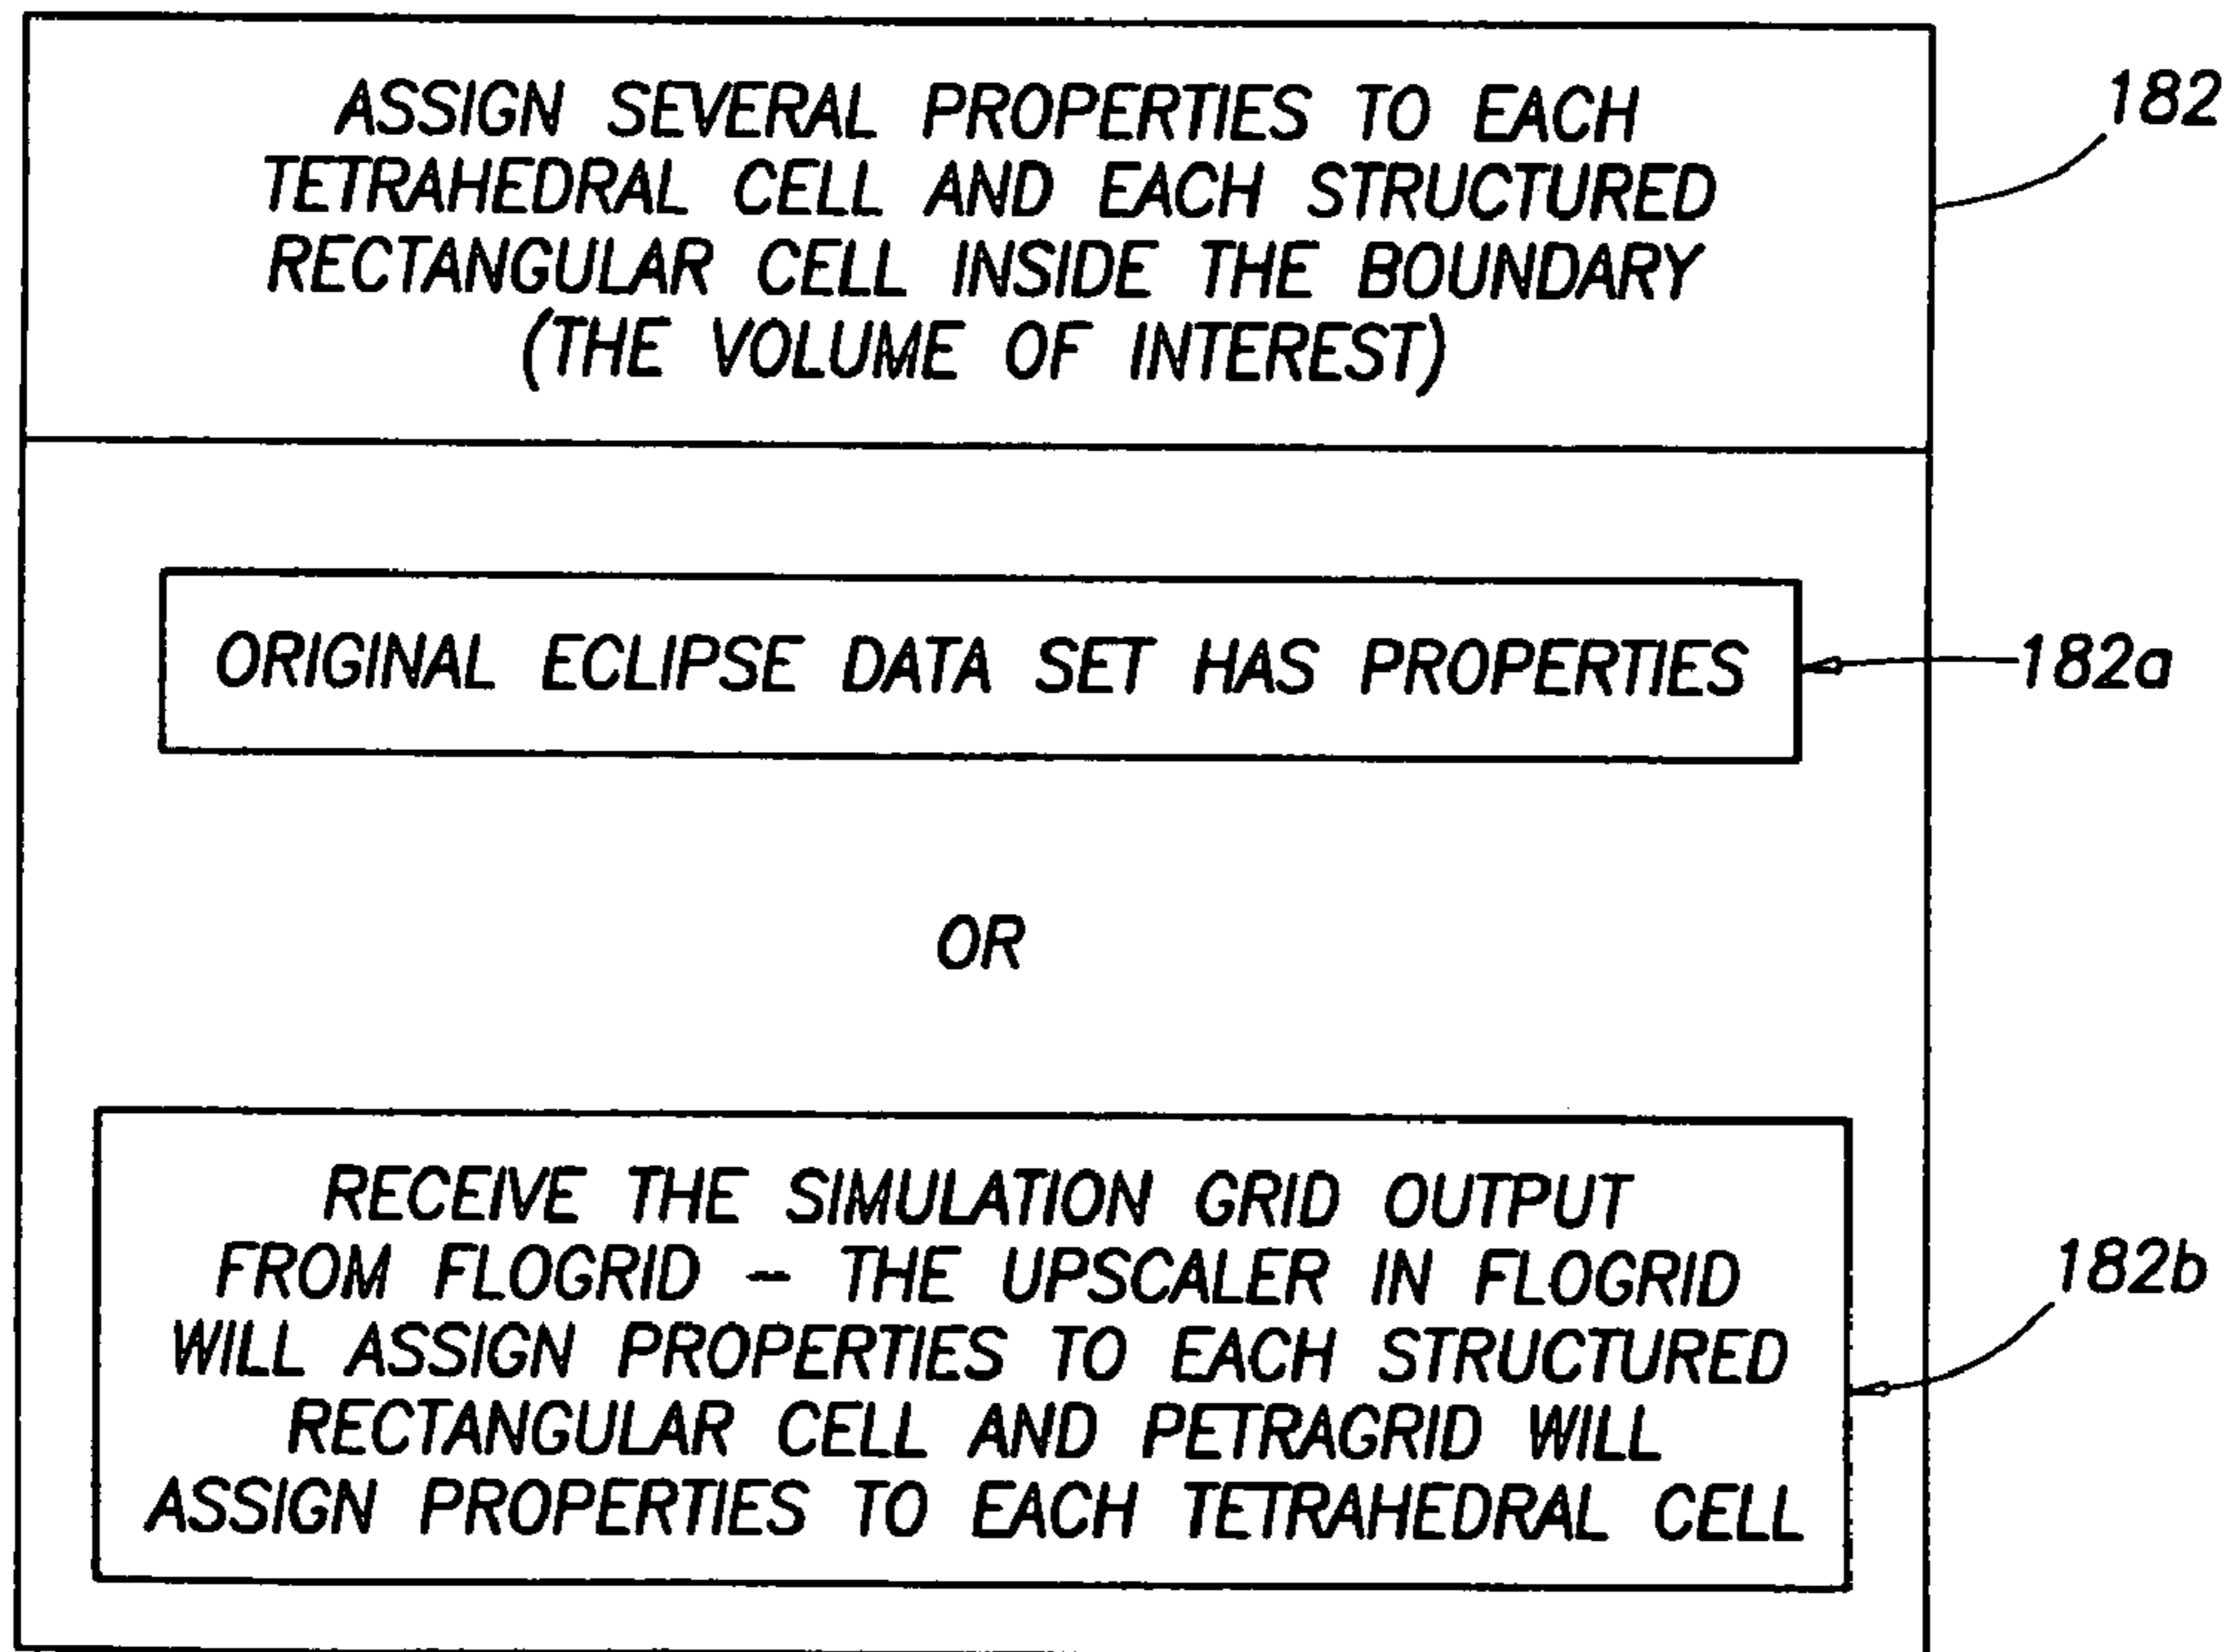 ASSIGN SEVERAL PROPERTIES TO EACH
TETRAHEDRAL CELL AND EACH STRUCTURED
RECTANGULAR CELL INSIDE THE BOUNDARY
(THE VOLUME OF INTEREST)
182
ORIGINAL ECLIPSE DATA SET HAS PROPERTIES
182a
OR
RECEIVE THE SIMULATION GRID OUTPUT
FROM FLOGRID – THE UPSCALER IN FLOGRID
WILL ASSIGN PROPERTIES TO EACH STRUCTURED
RECTANGULAR CELL AND PETRAGRID WILL
ASSIGN PROPERTIES TO EACH TETRAHEDRAL CELL
182b